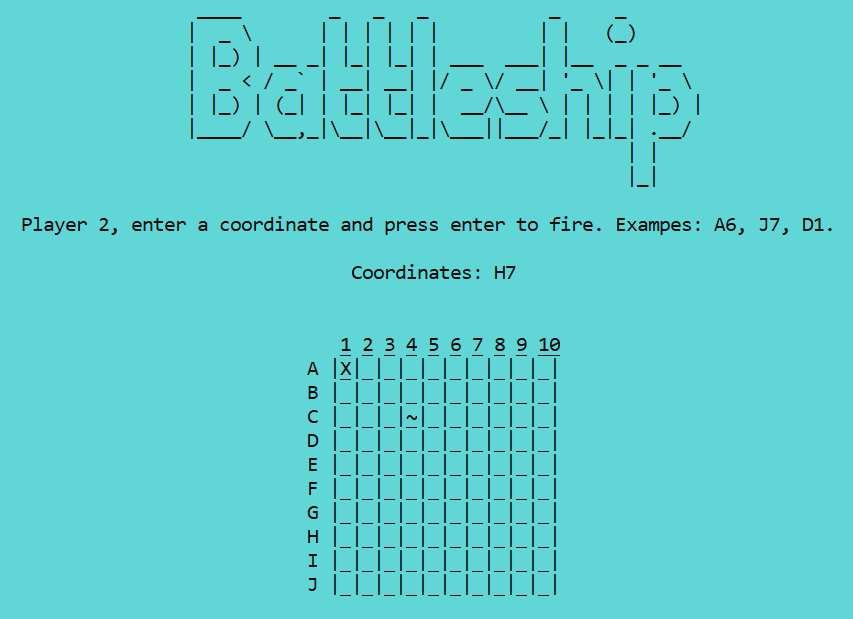 Battleship
Player 2, enter a coordinate and press enter to fire. Exampes: A6, J7, D1.
Coordinates: H7
1 2 3 4 5 6 7 8 9 10
A |X|_|_|_|_|_|_|_|_|_|
B |_|_|_|_|_|_|_|_|_|_|
C |_|_|_|~|_|_|_|_|_|_|
D |_|_|_|_|_|_|_|_|_|_|
E |_|_|_|_|_|_|_|_|_|_|
F |_|_|_|_|_|_|_|_|_|_|
G |_|_|_|_|_|_|_|_|_|_|
H |_|_|_|_|_|_|_|_|_|_|
I |_|_|_|_|_|_|_|_|_|_|
J |_|_|_|_|_|_|_|_|_|_|